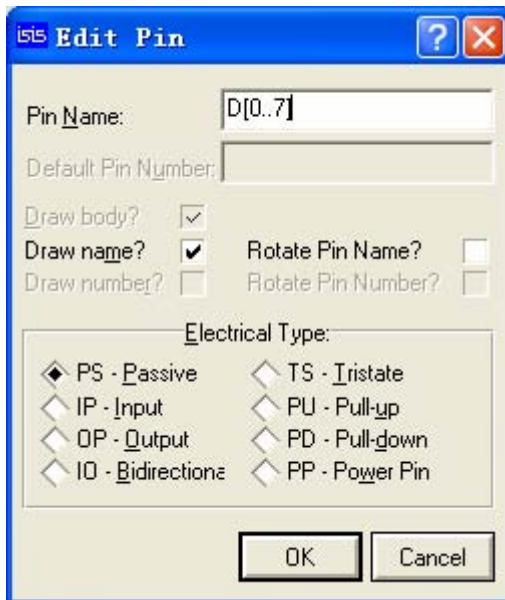 isis Edit Pin
Pin Name: D[0..7]
Default Pin Number:
Draw body?
Draw name? Rotate Pin Name?
Draw number? Rotate Pin Number?
Electrical Type:
PS - Passive TS - Tristate
IP - Input PU - Pull-up
OP - Output PD - Pull-down
IO - Bidirectiona PP - Power Pin
OK Cancel